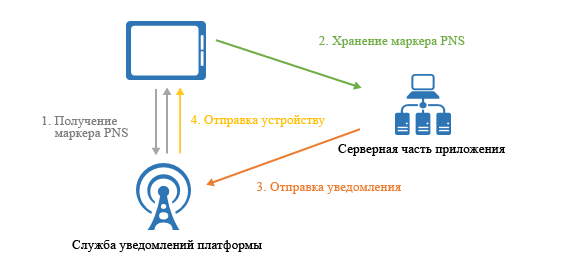 2. Хранение маркера PNS
1. Получение
маркера PNS
4. Отправка устройству
Серверная часть приложения
3. Отправка уведомления
Служба уведомлений платформы